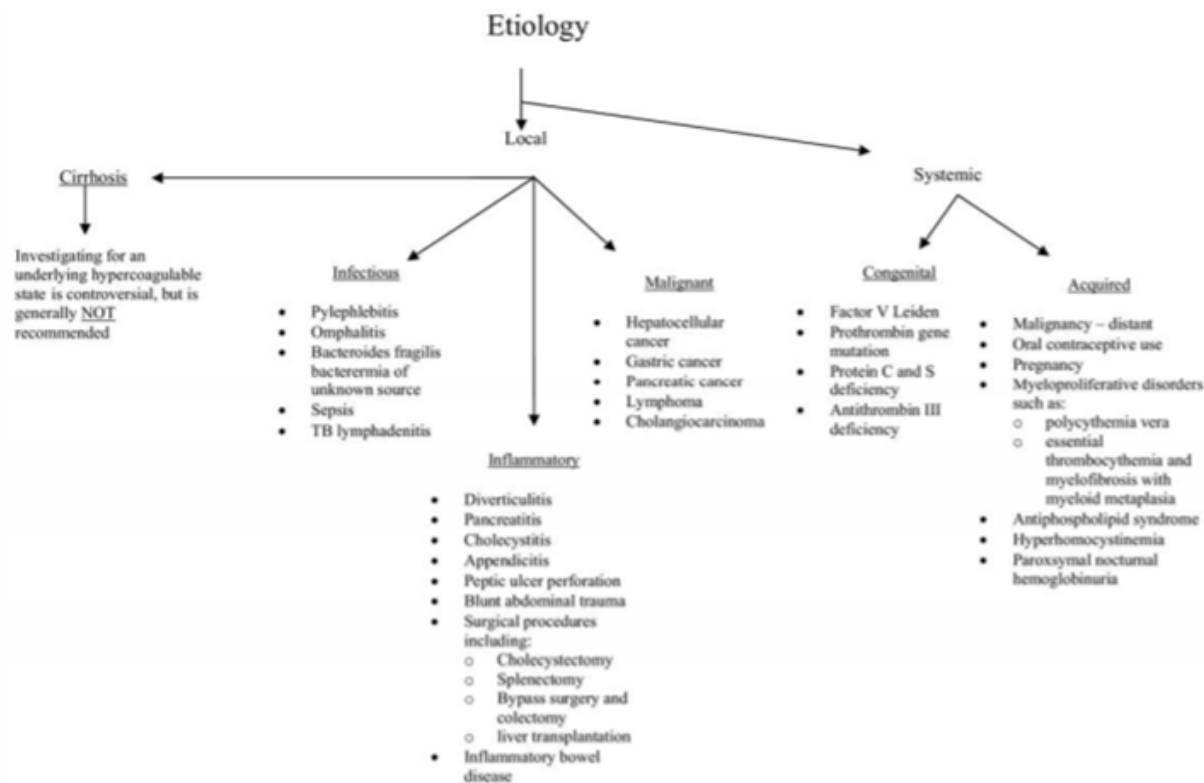 Etiology
Local
Cirrhosis
Investigating for an
underlying hypercoagulable
state is controversial, but is
generally NOT
recommended
Infectious
• Pylephlebitis
• Omphalitis
• Bacteroides fragilis
bacterermia of
unknown source
• Sepsis
• TB lymphadenitis
Inflammatory
• Diverticulitis
• Pancreatitis
• Cholecystitis
• Appendicitis
• Peptic ulcer perforation
• Blunt abdominal trauma
• Surgical procedures
including:
o Cholecystectomy
o Splenectomy
o Bypass surgery and
colectomy
o liver transplantation
• Inflammatory bowel
disease
Malignant
• Hepatocellular
cancer
• Gastric cancer
• Pancreatic cancer
• Lymphoma
• Cholangiocarcinoma
Systemic
Congenital
• Factor V Leiden
• Prothrombin gene
mutation
• Protein C and S
deficiency
• Antithrombin III
deficiency
Acquired
• Malignancy – distant
• Oral contraceptive use
• Pregnancy
• Myeloproliferative disorders
such as:
o polycythemia vera
o essential
thrombocythemia and
myelofibrosis with
myeloid metaplasia
• Antiphospholipid syndrome
• Hyperhomocystinemia
• Paroxsymal nocturnal
hemoglobinuria